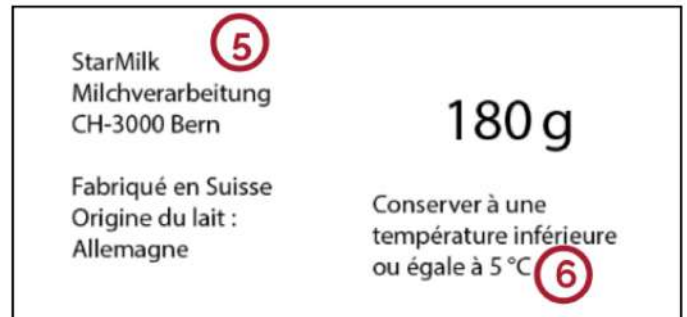 5
StarMilk
Milchverarbeitung
CH-3000 Bern
180 g
Fabriqué en Suisse
Origine du lait :
Allemagne
Conserver à une
température inférieure
ou égale à 5 °C
6